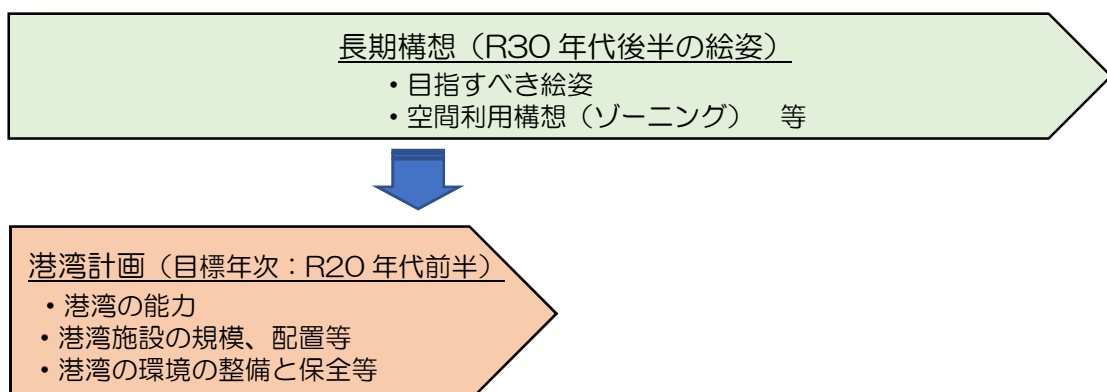 長期構想（R30 年代後半の絵姿）
・目指すべき絵姿
・空間利用構想（ゾーニング）　等
港湾計画（目標年次：R20 年代前半）
・港湾の能力
・港湾施設の規模、配置等
・港湾の環境の整備と保全等